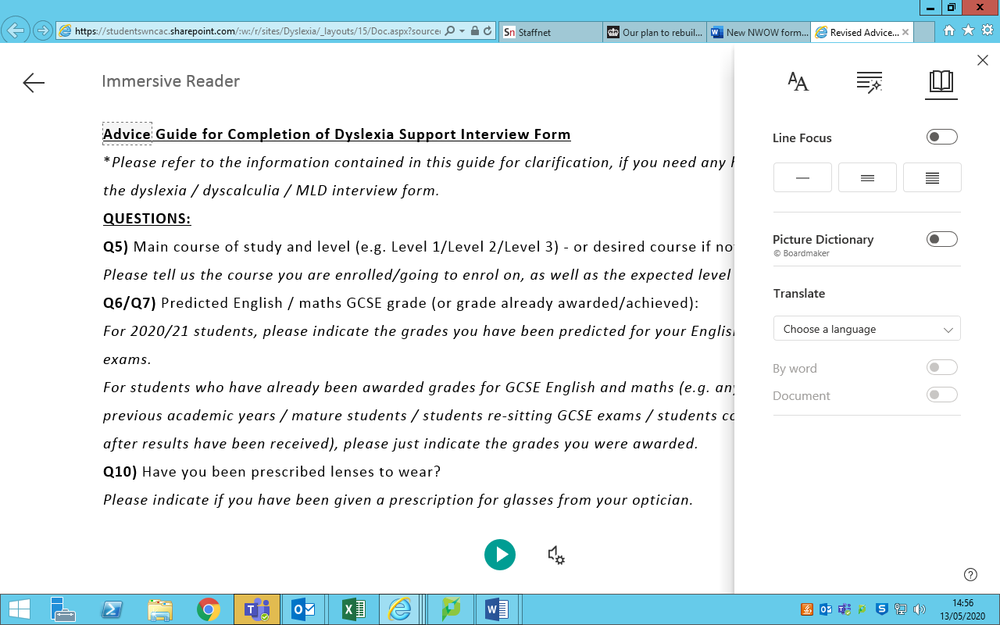 https://studentswncac.sharepoint.com/:w:/r/sites/Dyslexia/_layouts/15/Doc.aspx?source
Sn Staffnet
Our plan to rebuil...
New NWOW form...
Revised Advice...
Immersive Reader
Advice Guide for Completion of Dyslexia Support Interview Form
*Please refer to the information contained in this guide for clarification, if you need any
the dyslexia / dyscalculia / MLD interview form.
QUESTIONS:
Q5) Main course of study and level (e.g. Level 1/Level 2/Level 3) - or desired course if no
Please tell us the course you are enrolled/going to enrol on, as well as the expected level
Q6/Q7) Predicted English / maths GCSE grade (or grade already awarded/achieved):
For 2020/21 students, please indicate the grades you have been predicted for your Englis
exams.
For students who have already been awarded grades for GCSE English and maths (e.g. any
previous academic years / mature students / students re-sitting GCSE exams / students co
after results have been received), please just indicate the grades you were awarded.
Q10) Have you been prescribed lenses to wear?
Please indicate if you have been given a prescription for glasses from your optician.
AA
Line Focus
Picture Dictionary
© Boardmaker
Translate
Choose a language
By word
Document
14:56
13/05/2020